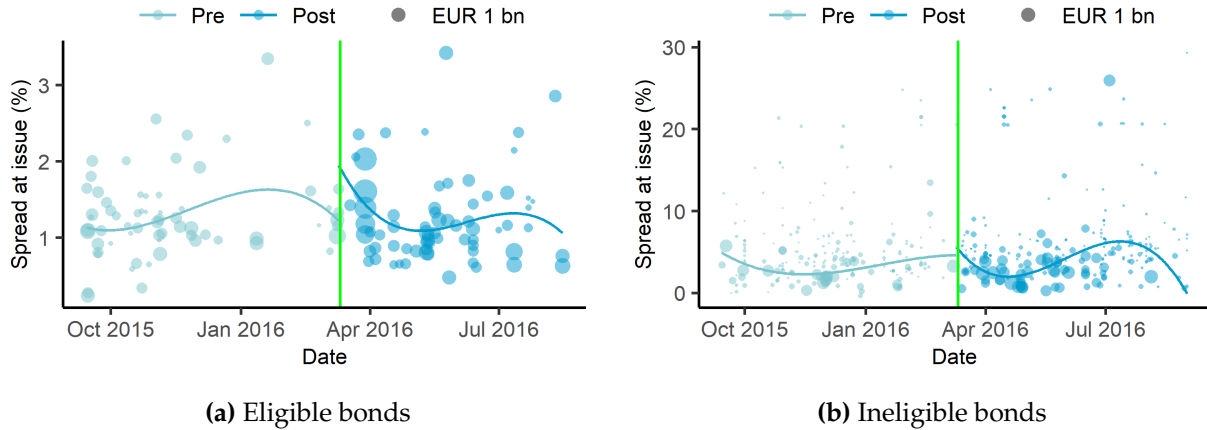 Pre Post EUR 1 bn
Spread at issue (%)
3
2
1
Oct 2015 Jan 2016 Apr 2016 Jul 2016
Date
(a) Eligible bonds
Pre Post EUR 1 bn
Spread at issue (%)
30
20
10
0
Oct 2015 Jan 2016 Apr 2016 Jul 2016
Date
(b) Ineligible bonds